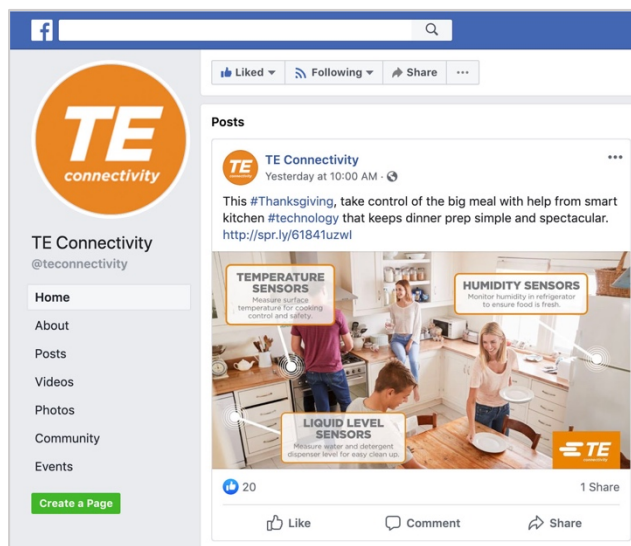 f
Liked
Following
Share
TE
connectivity
TE Connectivity
@teconnectivity
Home
About
Posts
Videos
Photos
Community
Events
Create a Page
Posts
TE
connectivity
TE Connectivity
Yesterday at 10:00 AM ·
This #Thanksgiving, take control of the big meal with help from smart
kitchen #technology that keeps dinner prep simple and spectacular.
http://spr.ly/61841uzwl
TEMPERATURE
SENSORS
Measure surface
temperature for cooking
control and safety.
HUMIDITY SENSORS
Monitor humidity in refrigerator
to ensure food is fresh.
LIQUID LEVEL
SENSORS
Measure water and detergent
dispenser level for easy clean up.
TE
connectivity
20
1 Share
Like
Comment
Share